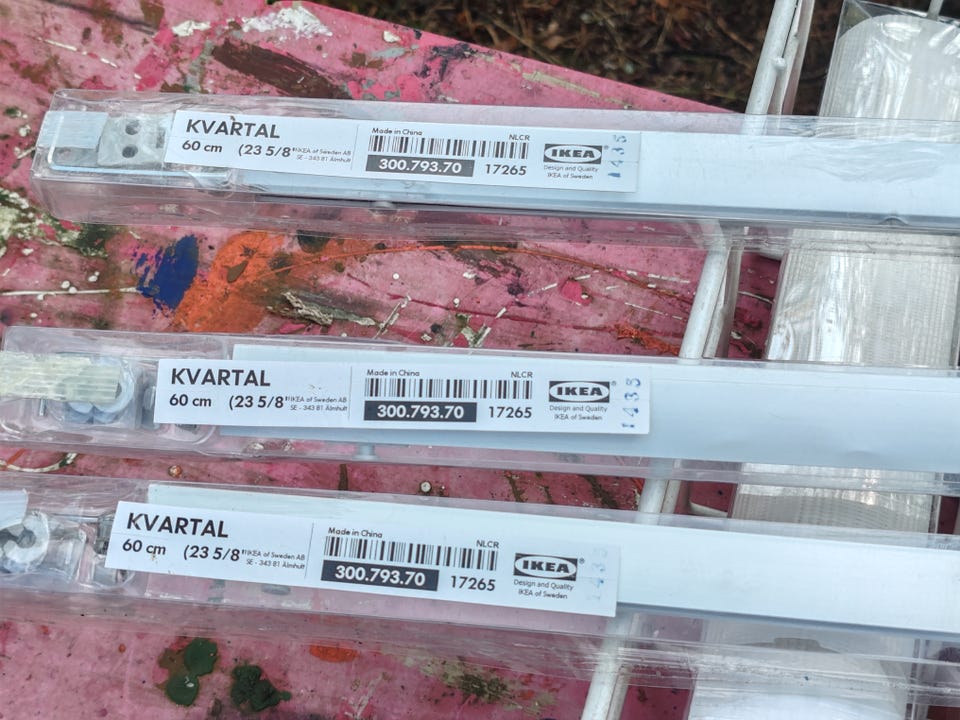 KVARTAL
60 cm (23 5/8"
IKEA of Sweden AB
SE - 343 81 Älmhult
Made in China
NLCR
300.793.70 17265
IKEA
Design and Quality
IKEA of Sweden
1435
KVARTAL
60 cm (23 5/8"
IKEA of Sweden AB
SE - 343 81 Älmhult
Made in China
NLCR
300.793.70 17265
IKEA
Design and Quality
IKEA of Sweden
1435
KVARTAL
60 cm (23 5/8"
IKEA of Sweden AB
SE - 343 81 Älmhult
Made in China
NLCR
300.793.70 17265
IKEA
Design and Quality
IKEA of Sweden